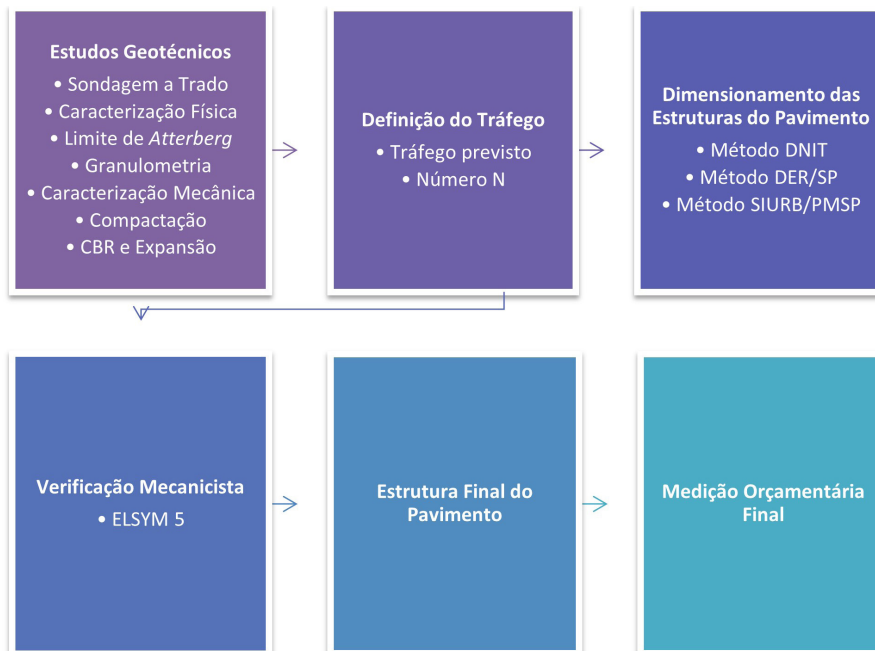 Estudos Geotécnicos
• Sondagem a Trado
• Caracterização Física
• Limite de Atterberg
• Granulometria
• Caracterização Mecânica
• Compactação
• CBR e Expansão
Definição do Tráfego
• Tráfego previsto
• Número N
Dimensionamento das
Estruturas do Pavimento
• Método DNIT
• Método DER/SP
• Método SIURB/PMSP
Verificação Mecanicista
• ELSYM 5
Estrutura Final do
Pavimento
Medição Orçamentária
Final